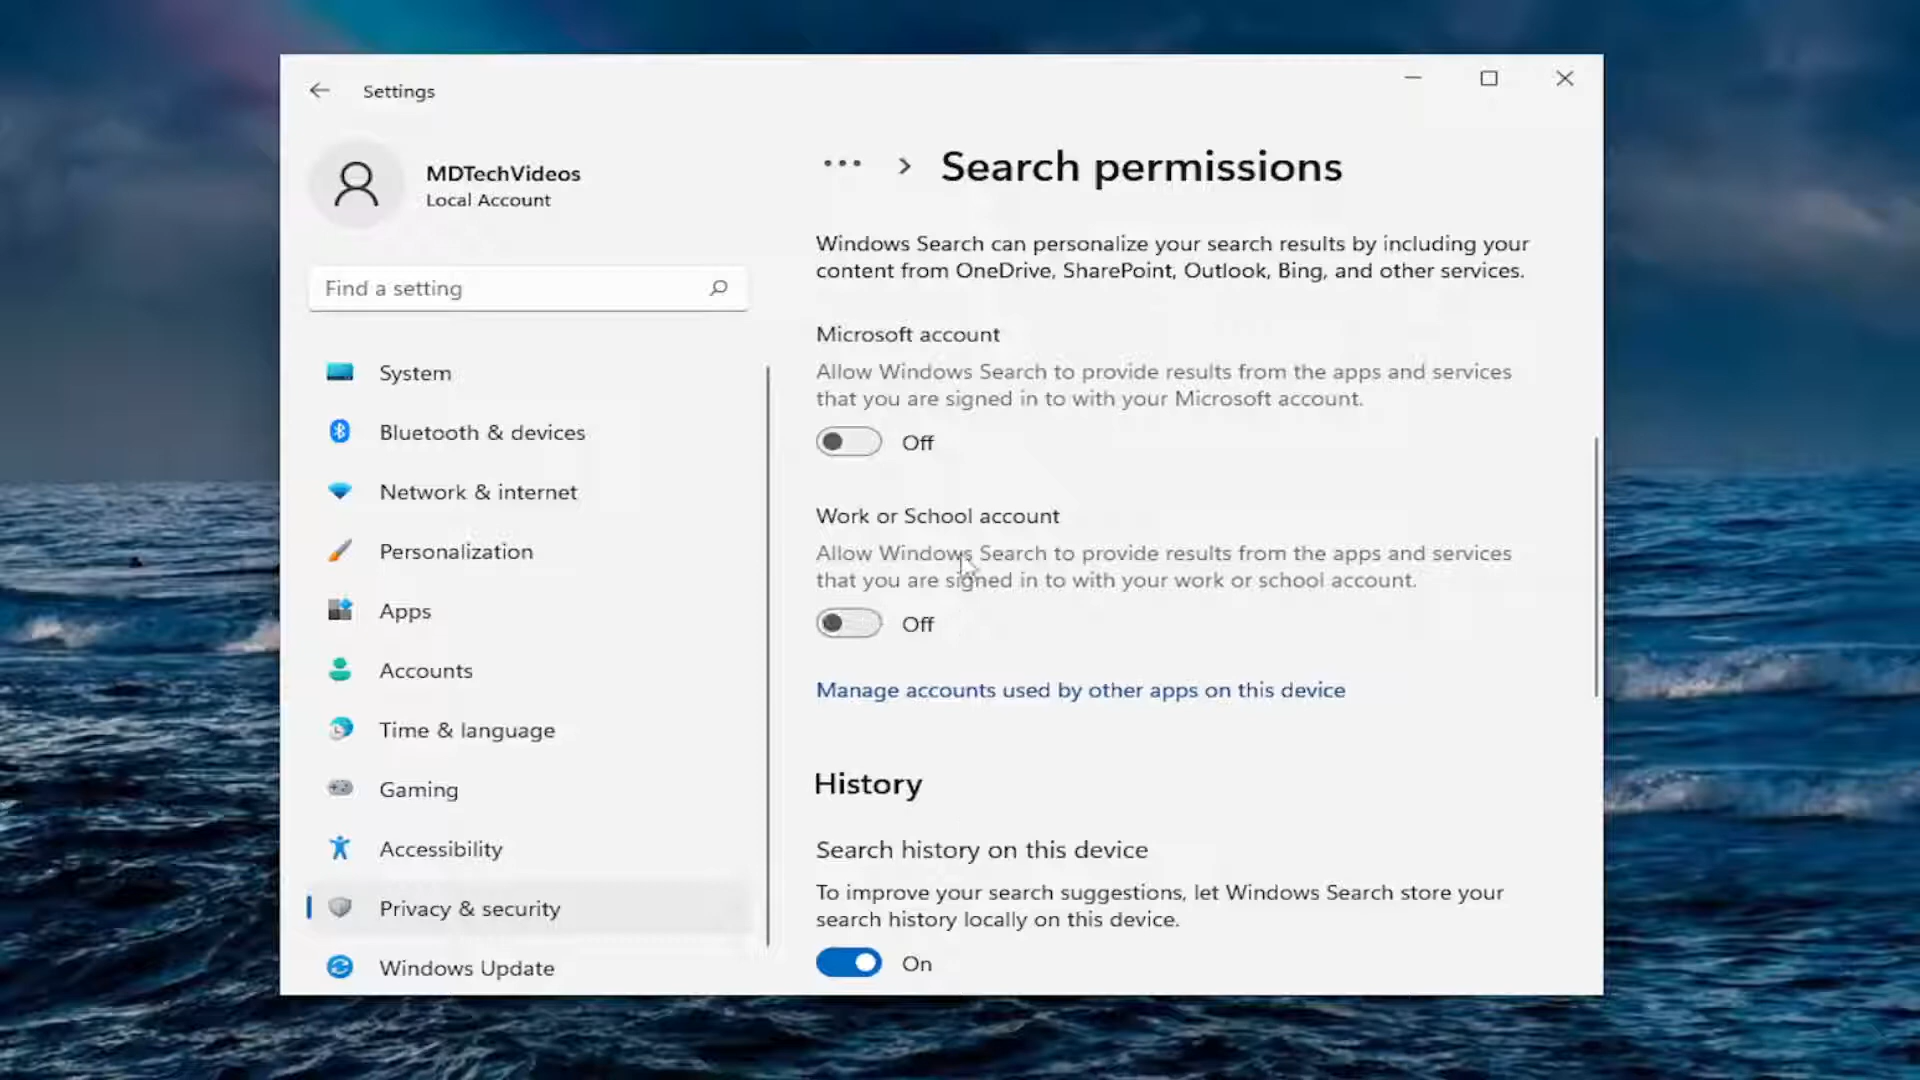 Settings
MDTechVideos
Local Account
Find a setting
System
Bluetooth & devices
Network & internet
Personalization
Apps
Accounts
Time & language
Gaming
Accessibility
Privacy & security
Windows Update
... > Search permissions
Windows Search can personalize your search results by including your
content from OneDrive, SharePoint, Outlook, Bing, and other services.
Microsoft account
Allow Windows Search to provide results from the apps and services
that you are signed in to with your Microsoft account.
Off
Work or School account
Allow Windows Search to provide results from the apps and services
that you are signed in to with your work or school account.
Off
Manage accounts used by other apps on this device
History
Search history on this device
To improve your search suggestions, let Windows Search store your
search history locally on this device.
On